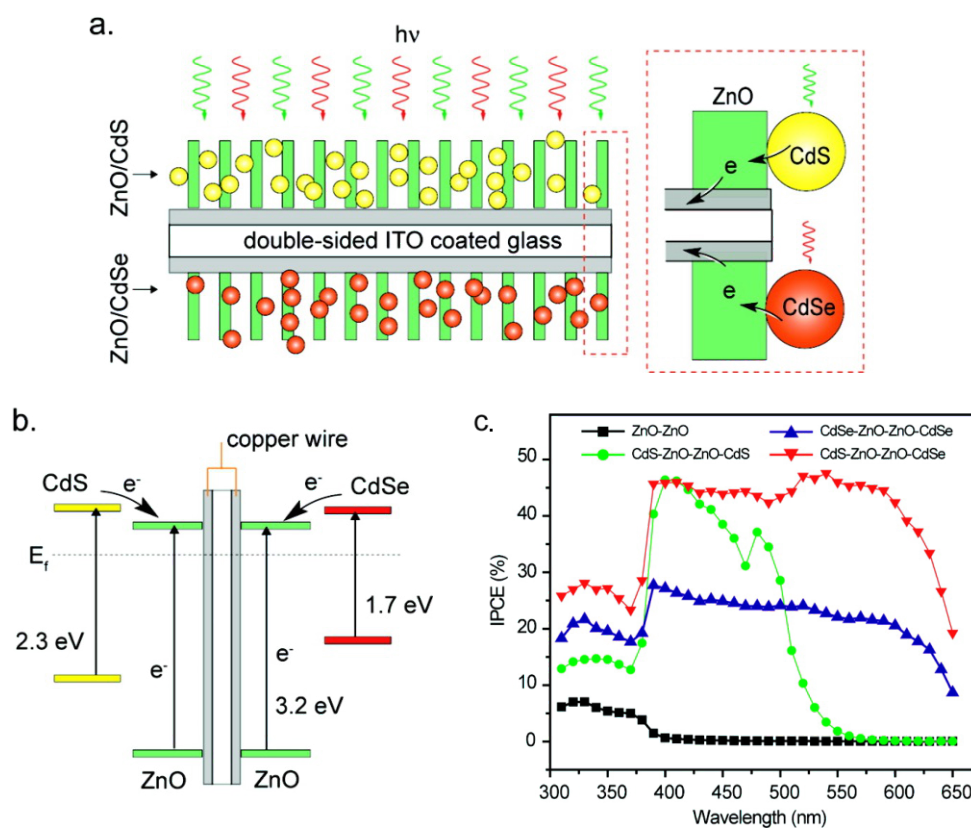 a.
hν
ZnO/CdS
double-sided ITO coated glass
ZnO/CdSe
ZnO
CdS
e
e
CdSe
b.
copper wire
CdS
e-
e-
CdSe
Ef
2.3 eV
1.7 eV
e-
e-
3.2 eV
ZnO
ZnO
c.
ZnO-ZnO
CdSe-ZnO-ZnO-CdSe
CdS-ZnO-ZnO-CdS
CdS-ZnO-ZnO-CdSe
IPCE (%)
50
40
30
20
10
0
300 350 400 450 500 550 600 650
Wavelength (nm)